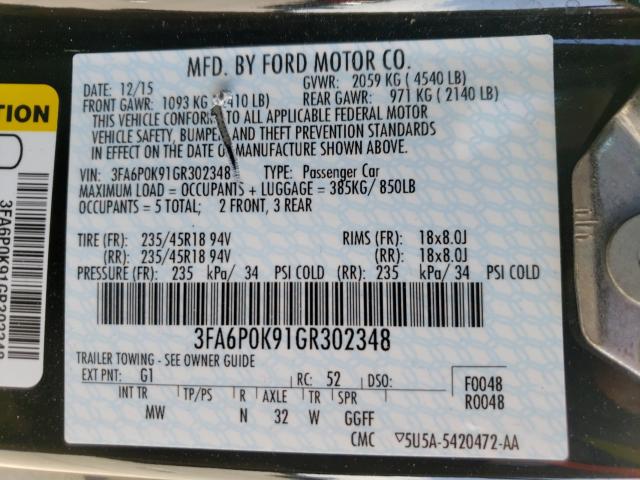 MFD. BY FORD MOTOR CO.
DATE: 12/15 GVWR: 2059 KG ( 4540 LB)
FRONT GAWR: 1093 KG 10 LB) REAR GAWR: 971 KG ( 2140 LB)
THIS VEHICLE CONFORMS TO ALL APPLICABLE FEDERAL MOTOR
VEHICLE SAFETY, BUMPER, AND THEFT PREVENTION STANDARDS
IN EFFECT ON THE DATE OF MANUFACTURE SHOWN ABOVE.
VIN: 3FA6P0K91GR302348 TYPE: Passenger Car
MAXIMUM LOAD = OCCUPANTS + LUGGAGE = 385KG/ 850LB
OCCUPANTS = 5 TOTAL; 2 FRONT, 3 REAR
TIRE (FR): 235/45R18 94V RIMS (FR): 18x8.0J
(RR): 235/45R18 94V (RR): 18x8.0J
PRESSURE (FR): 235 kPa/ 34 PSI COLD (RR): 235 kPa/ 34 PSI COLD
3FA6P0K91GR302348
TRAILER TOWING - SEE OWNER GUIDE
EXT PNT: G1 RC: 52 DSO:
INT TR TP/PS R AXLE TR SPR
MW N 32 W GGFF
F0048
R0048
CMC ▽5U5A-5420472-AA
TION
3FA6P0K91GR302348